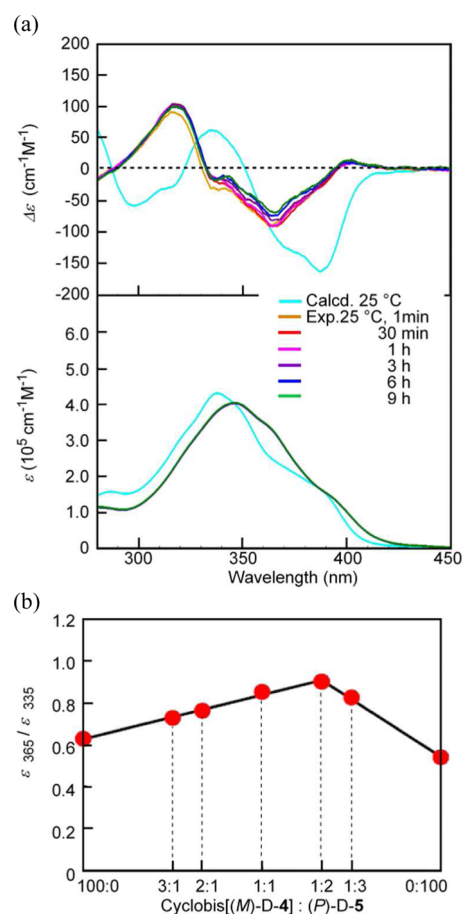 (a)
200
150
100
50
0
-50
-100
-150
-200
Δε (cm⁻¹M⁻¹)
Calcd. 25 °C
Exp.25 °C, 1min
30 min
1 h
3 h
6 h
9 h
6.0
5.0
4.0
3.0
2.0
1.0
0
ε (10⁵ cm⁻¹M⁻¹)
300 350 400 450
Wavelength (nm)
(b)
1.2
1.0
0.8
0.6
0.4
0.2
0
ε 365 / ε 335
100:0 3:1 2:1 1:1 1:2 1:3 0:100
Cyclobis[(M)-D-4] : (P)-D-5